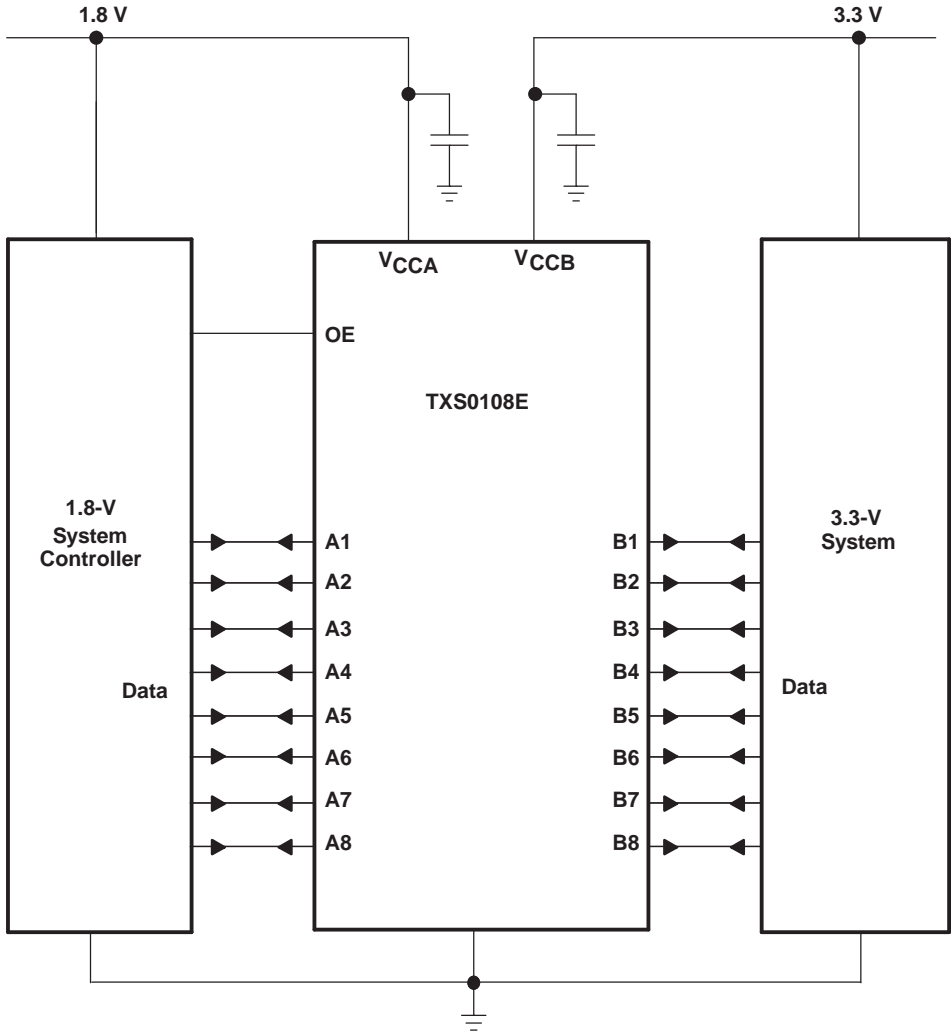 1.8 V
3.3 V
VCCA
VCCB
OE
TXS0108E
1.8-V
System
Controller
3.3-V
System
A1
B1
A2
B2
A3
B3
A4
B4
Data
Data
A5
B5
A6
B6
A7
B7
A8
B8